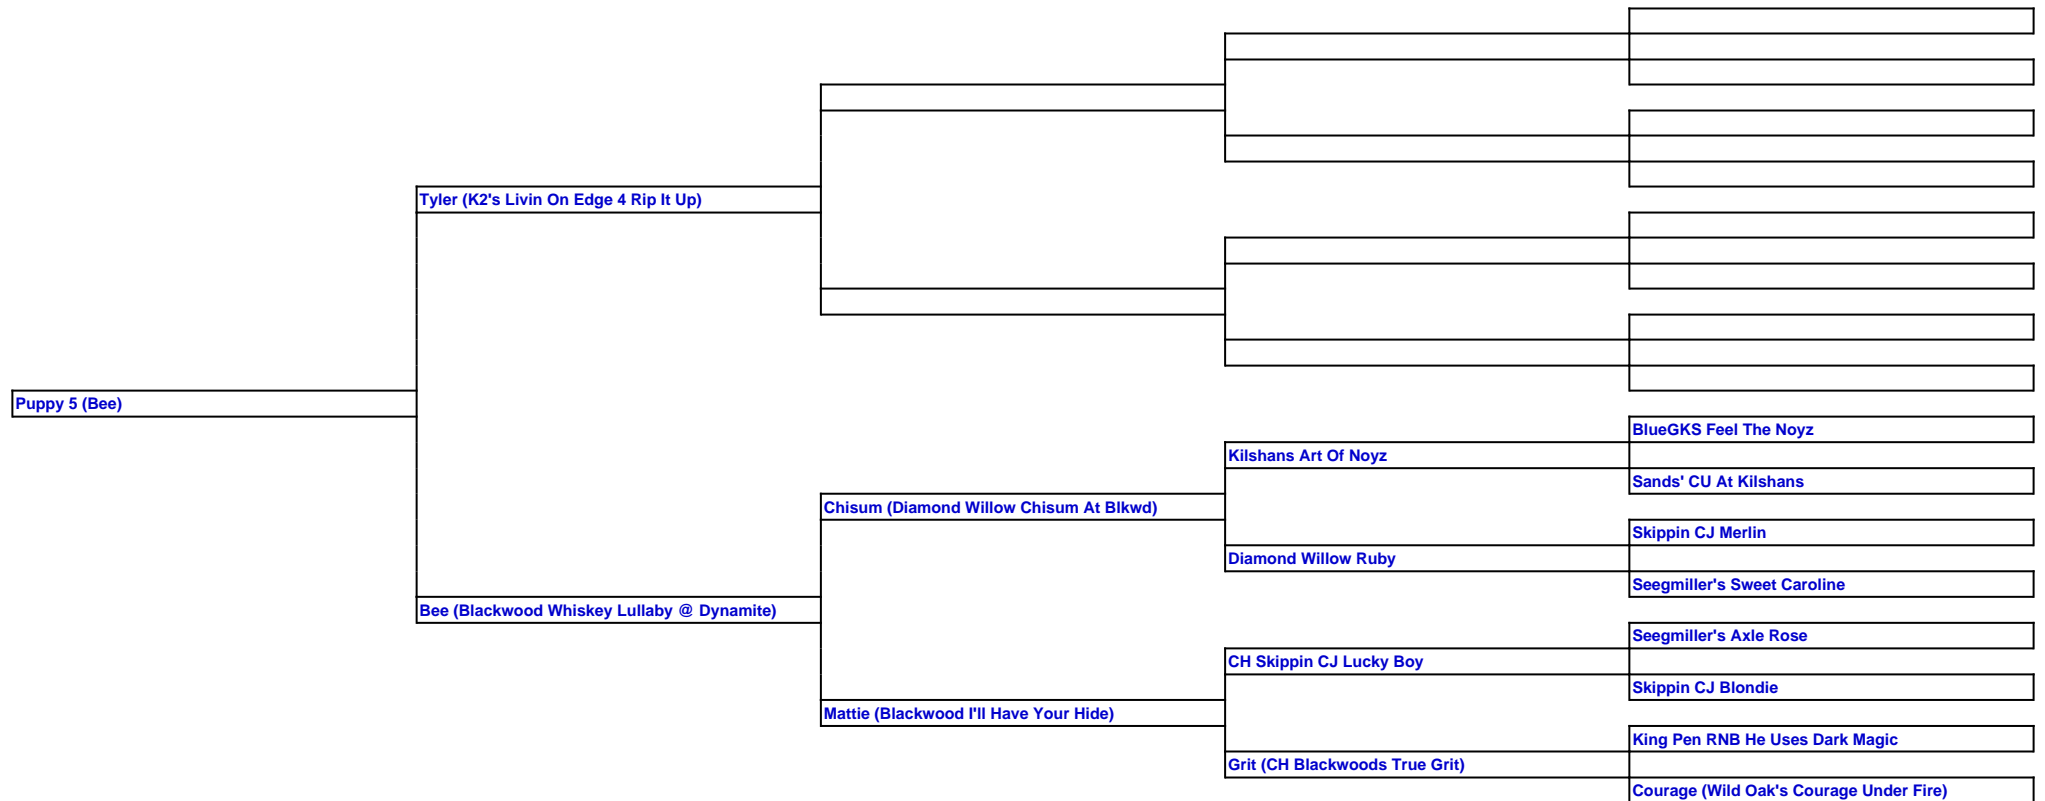 Tyler (K2's Livin On Edge 4 Rip It Up)
Puppy 5 (Bee)
BlueGKS Feel The Noyz
Kilshans Art Of Noyz
Sands' CU At Kilshans
Chisum (Diamond Willow Chisum At Blkwd)
Skippin CJ Merlin
Diamond Willow Ruby
Seegmiller's Sweet Caroline
Bee (Blackwood Whiskey Lullaby @ Dynamite)
Seegmiller's Axle Rose
CH Skippin CJ Lucky Boy
Skippin CJ Blondie
Mattie (Blackwood I'll Have Your Hide)
King Pen RNB He Uses Dark Magic
Grit (CH Blackwoods True Grit)
Courage (Wild Oak's Courage Under Fire)